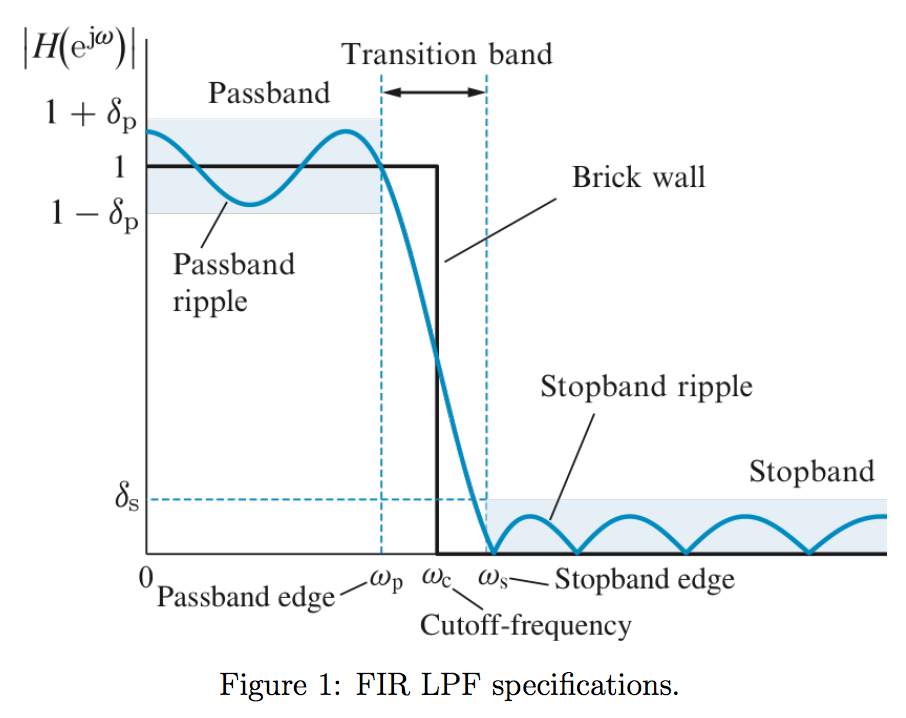 |H(e^jω)|
Transition band
Passband
1 + δp
1
1 − δp
Brick wall
Passband
ripple
Stopband ripple
Stopband
δs
0
ωp
ωc
ωs
Stopband edge
Passband edge
Cutoff-frequency
Figure 1: FIR LPF specifications.